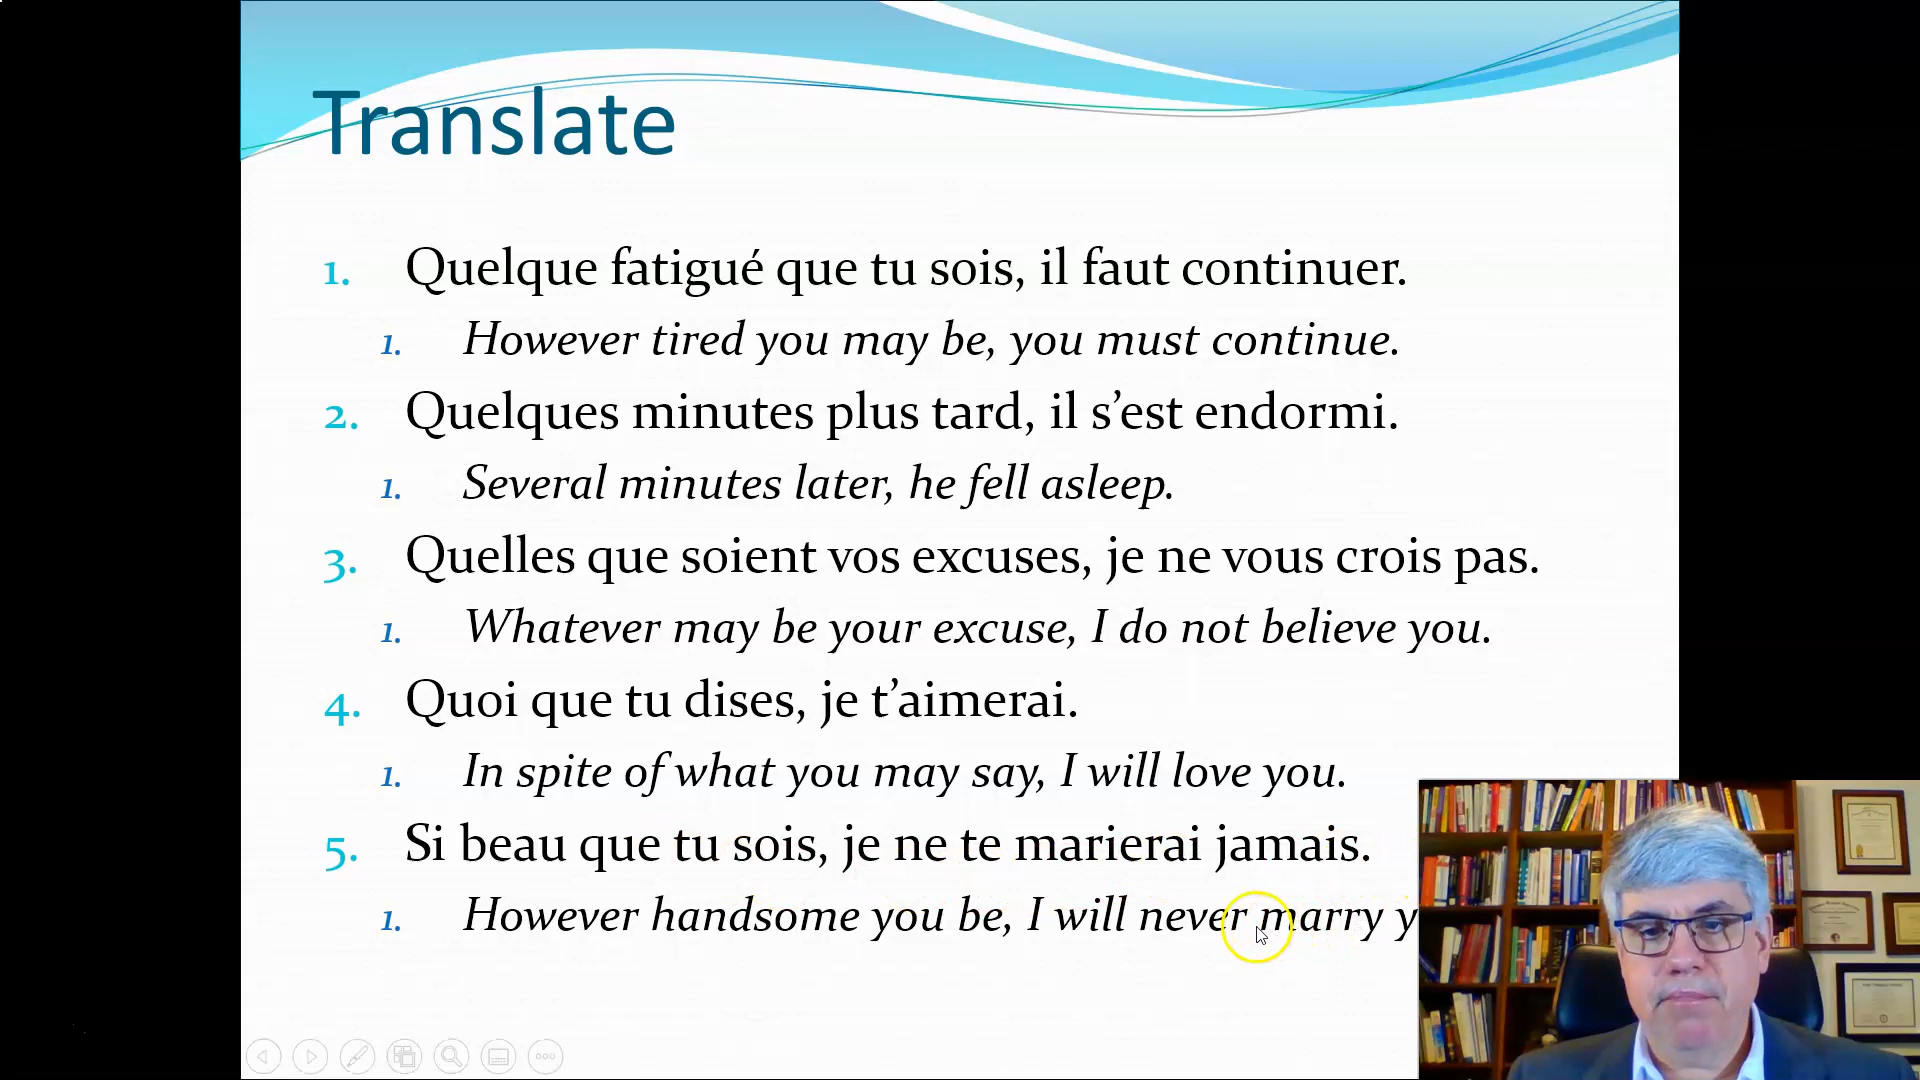 Translate
1. Quelque fatigué que tu sois, il faut continuer.
1. However tired you may be, you must continue.
2. Quelques minutes plus tard, il s’est endormi.
1. Several minutes later, he fell asleep.
3. Quelles que soient vos excuses, je ne vous crois pas.
1. Whatever may be your excuse, I do not believe you.
4. Quoi que tu dises, je t’aimerai.
1. In spite of what you may say, I will love you.
5. Si beau que tu sois, je ne te marierai jamais.
1. However handsome you be, I will never marry y